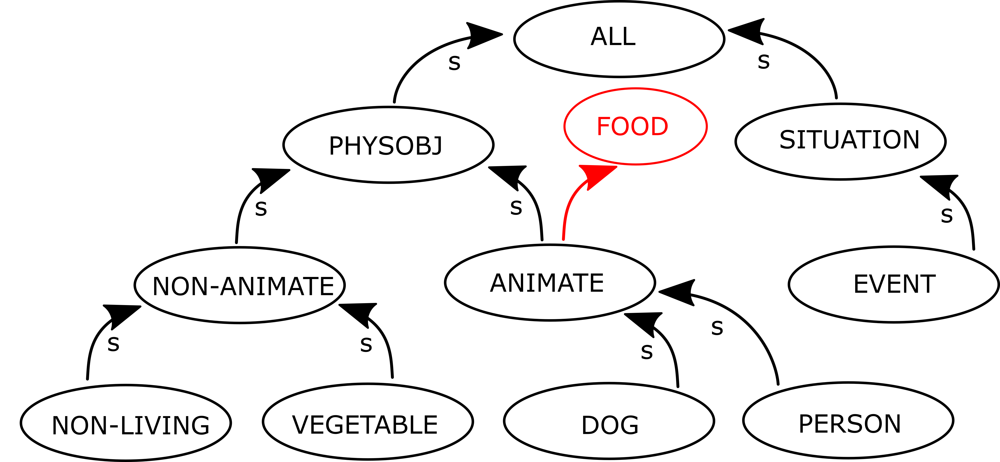 ALL
s
s
FOOD
PHYSOBJ
SITUATION
s
s
s
NON-ANIMATE
ANIMATE
EVENT
s
s
s
s
NON-LIVING
VEGETABLE
DOG
PERSON